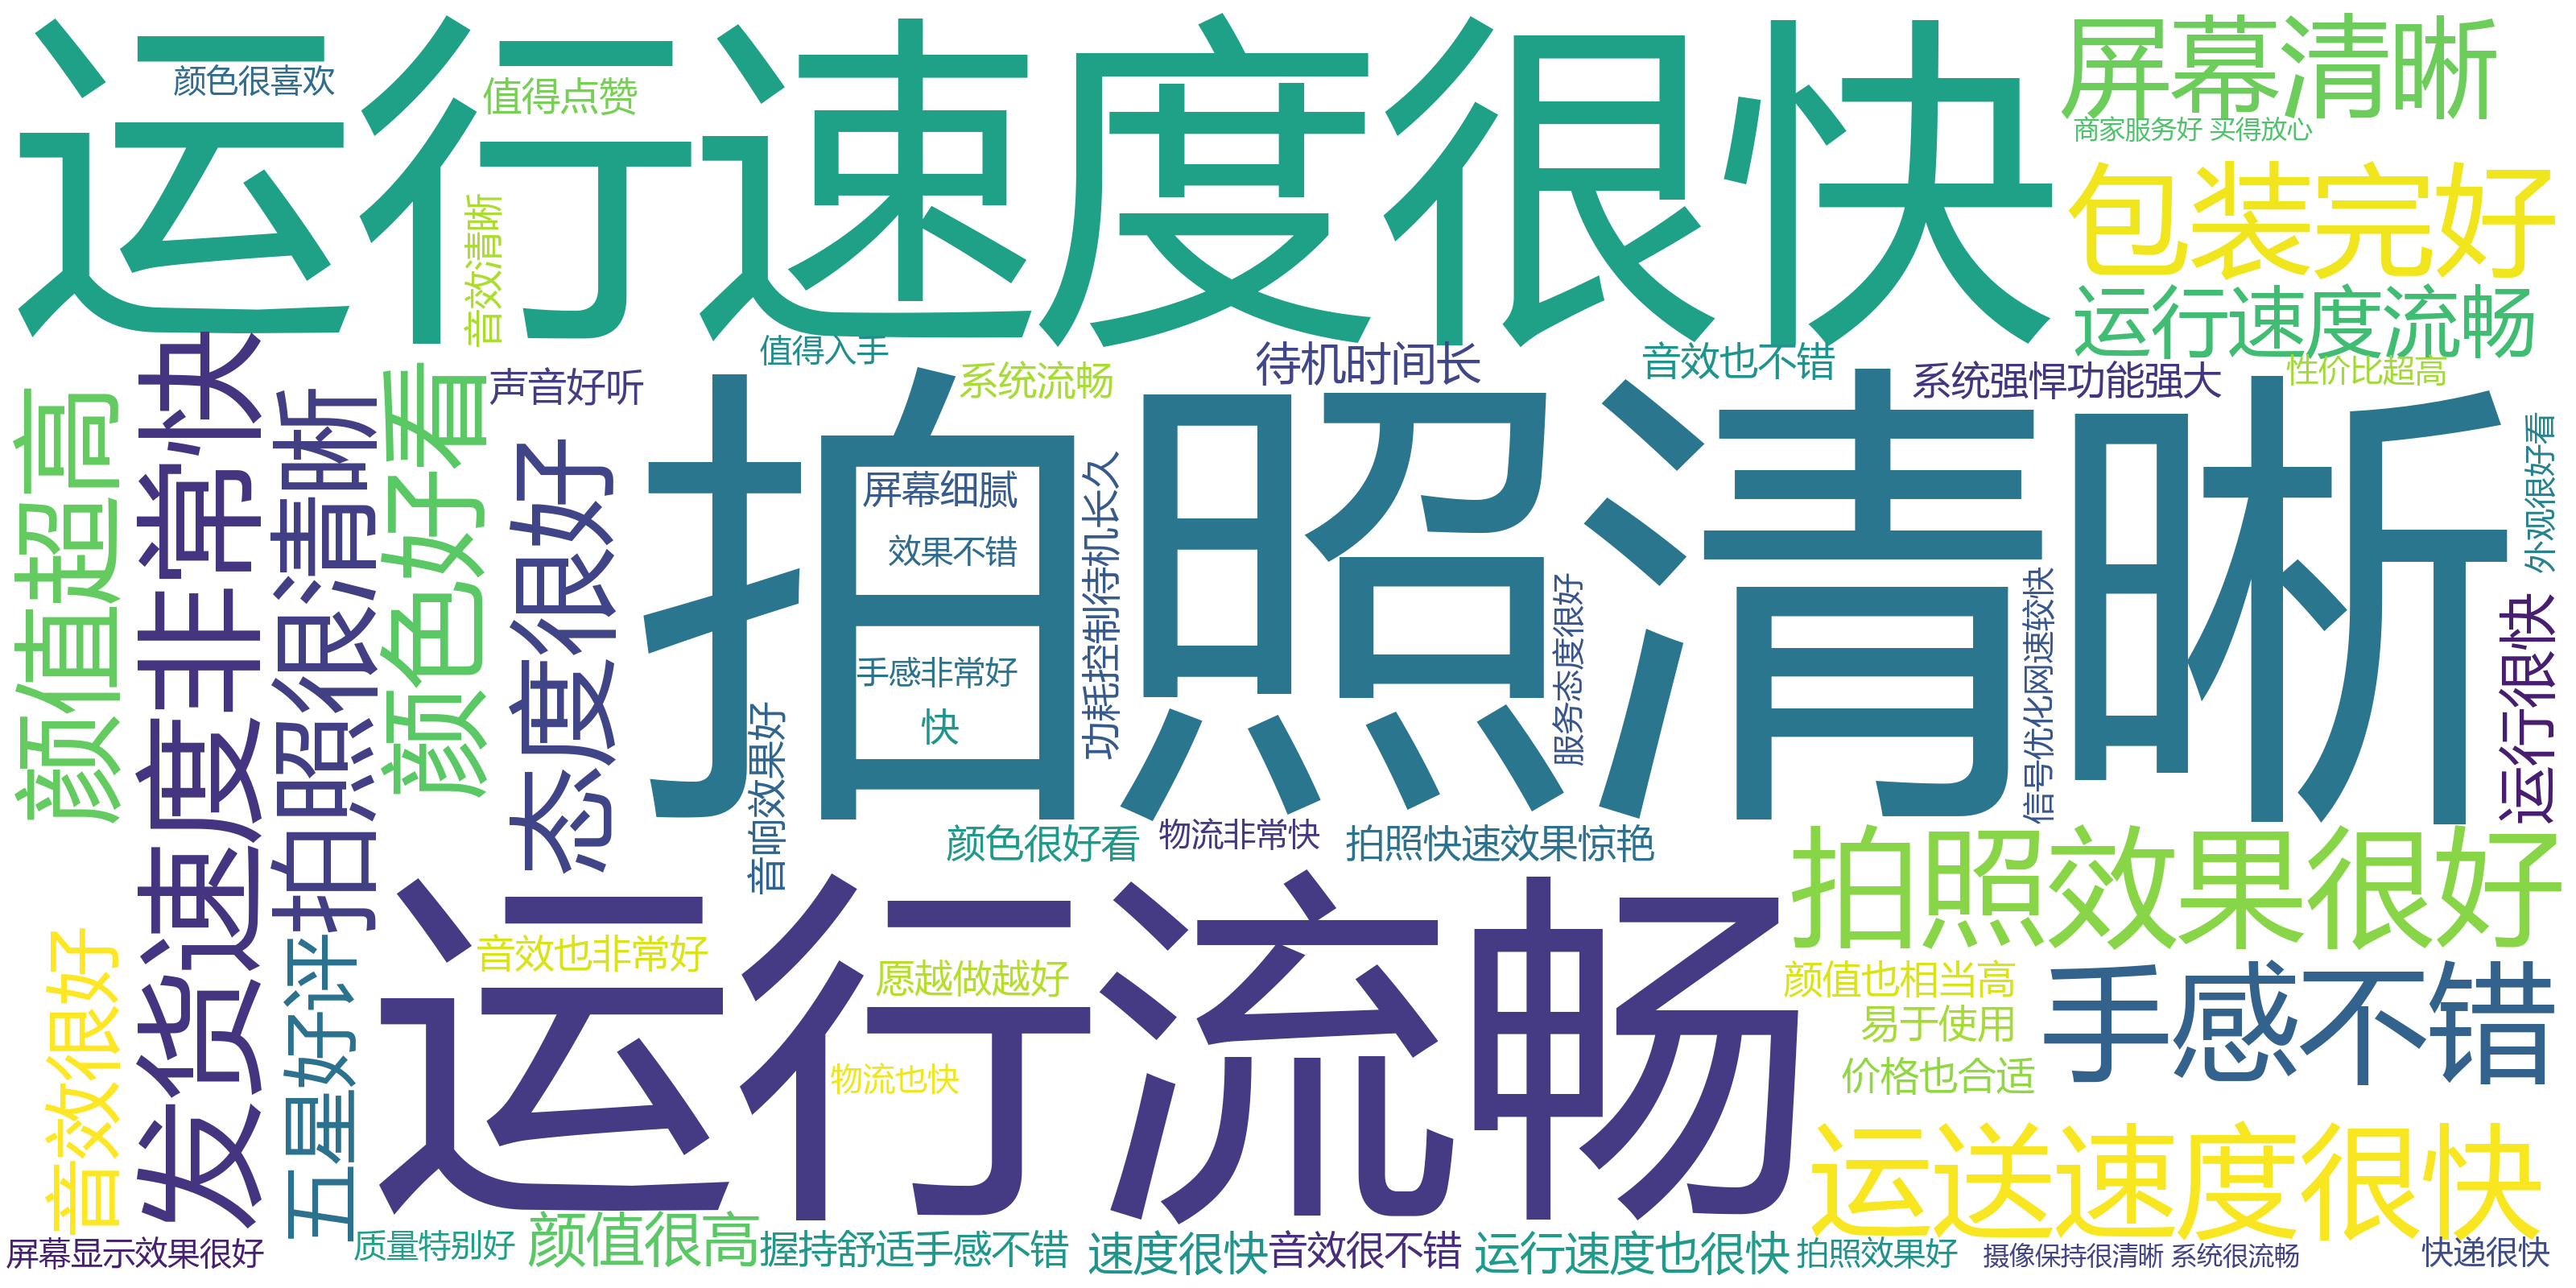 运行速度很快
屏幕清晰
颜色很喜欢
值得点赞
商家服务好 买得放心
包装完好
音效清晰
运行速度流畅
值得入手
待机时间长
音效也不错
性价比超高
系统流畅
系统强悍功能强大
声音好听
颜值超高
发货速度非常快
拍照很清晰
颜色好看
态度很好
拍照清晰
屏幕细腻
效果不错
手感非常好
快
功耗控制待机长久
音响效果好
服务态度很好
信号优化网速较快
外观很好看
运行很快
颜色很好看
物流非常快
拍照快速效果惊艳
拍照效果很好
音效很好
五星好评
运行流畅
音效也非常好
愿越做越好
物流也快
颜值也相当高
易于使用
价格也合适
手感不错
运送速度很快
屏幕显示效果很好
质量特别好
颜值很高
握持舒适手感不错
速度很快
音效很不错
运行速度也很快
拍照效果好
摄像保持很清晰 系统很流畅
快递很快